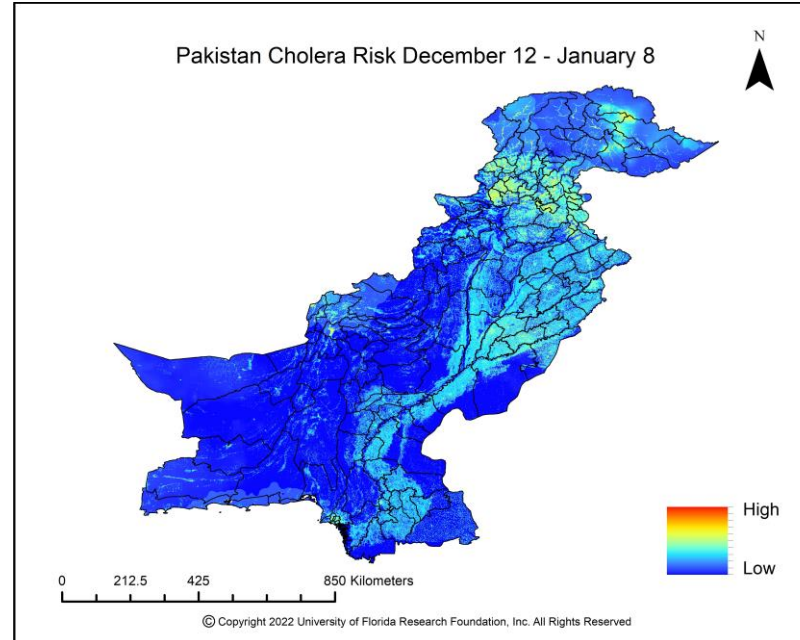 Pakistan Cholera Risk December 12 - January 8
N
High
Low
0 212.5 425 850 Kilometers
© Copyright 2022 University of Florida Research Foundation, Inc. All Rights Reserved